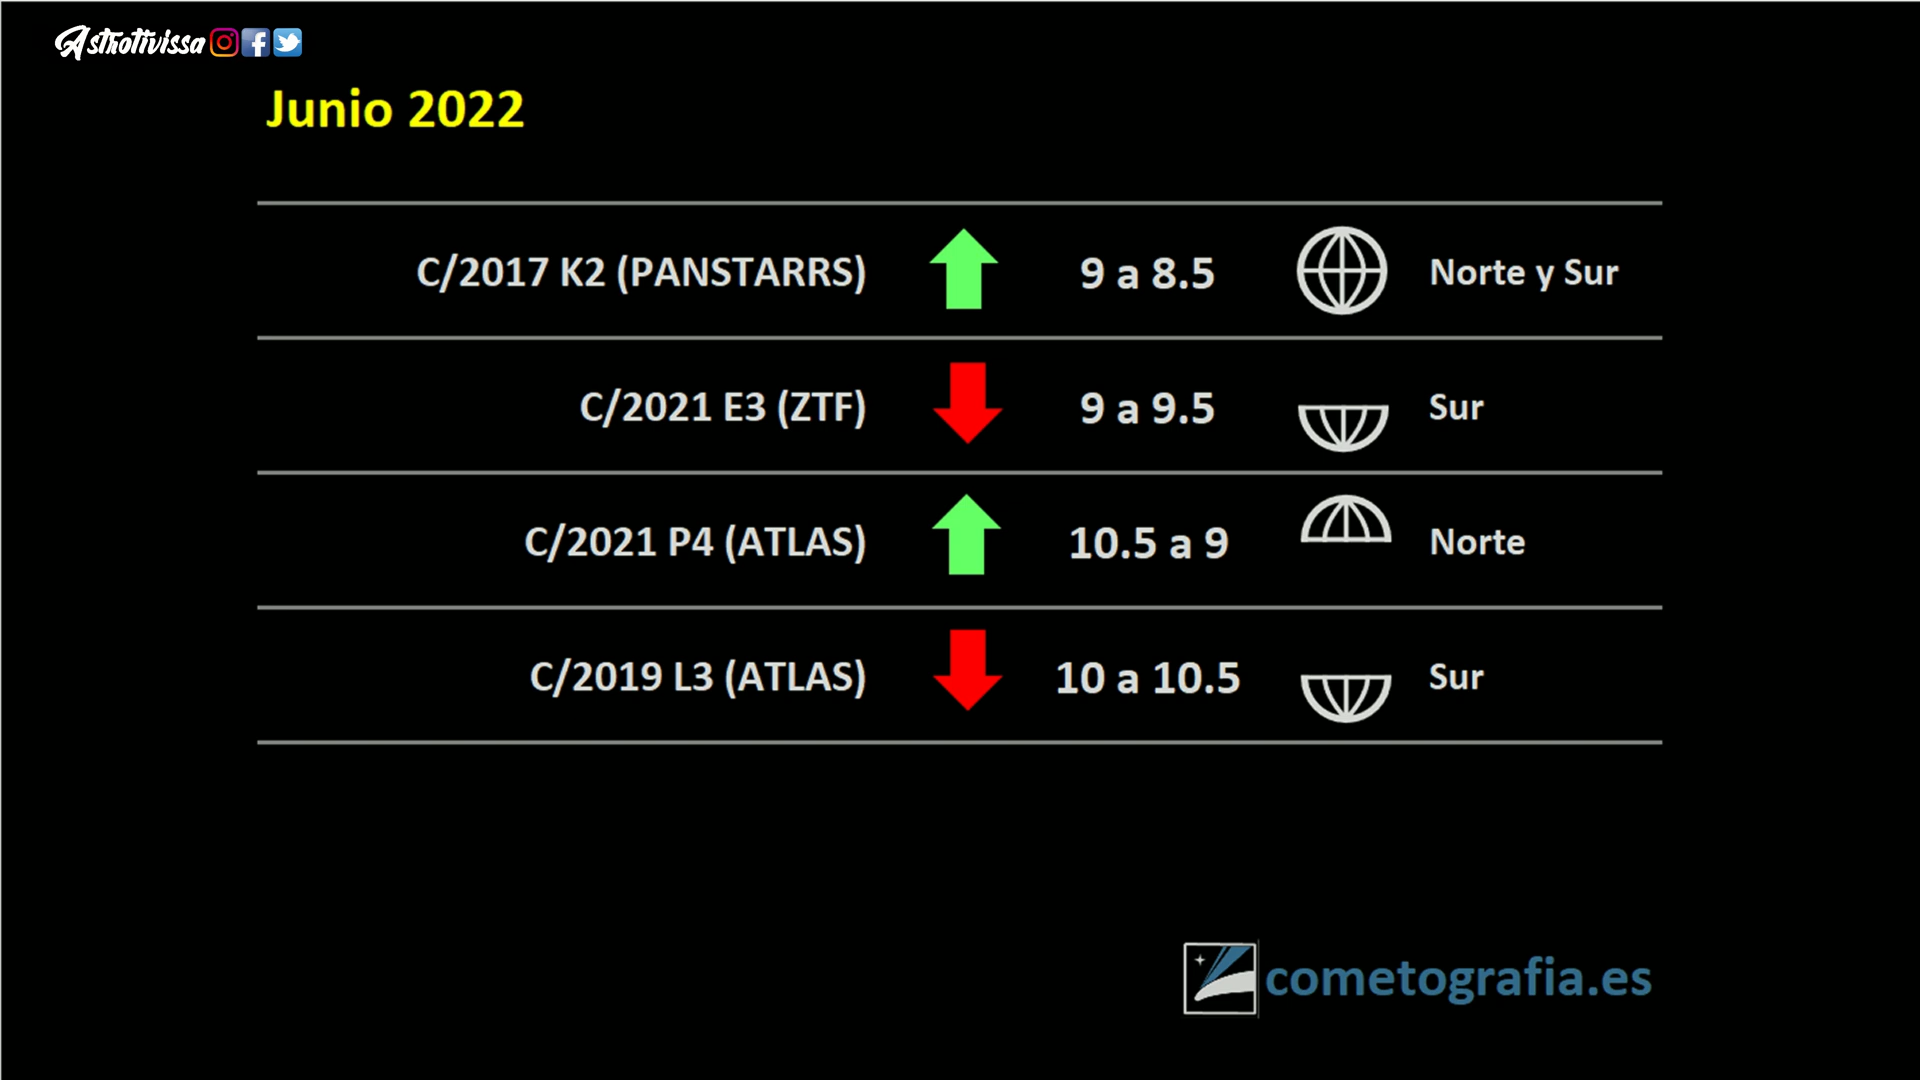 Astrotivissa
Junio 2022
C/2017 K2 (PANSTARRS) 9 a 8.5 Norte y Sur
C/2021 E3 (ZTF) 9 a 9.5 Sur
C/2021 P4 (ATLAS) 10.5 a 9 Norte
C/2019 L3 (ATLAS) 10 a 10.5 Sur
cometografia.es